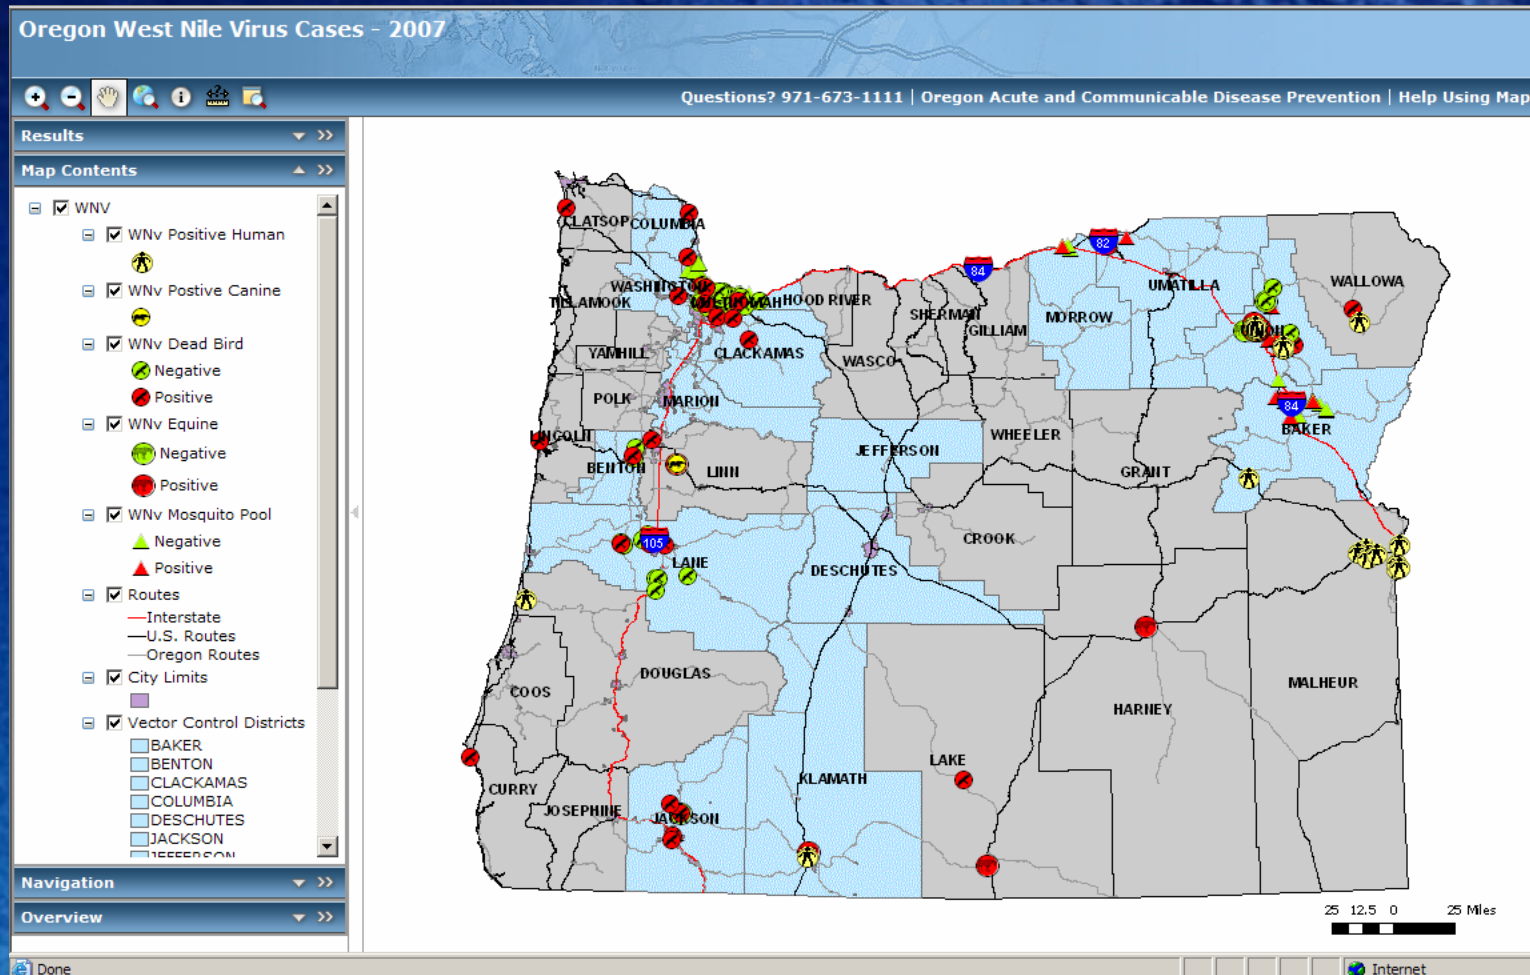 Oregon West Nile Virus Cases - 2007
Questions? 971-673-1111 | Oregon Acute and Communicable Disease Prevention | Help Using Map
Results
Map Contents
WNV
WNv Positive Human
WNv Postive Canine
WNv Dead Bird
Negative
Positive
WNv Equine
Negative
Positive
WNv Mosquito Pool
Negative
Positive
Routes
Interstate
U.S. Routes
Oregon Routes
City Limits
Vector Control Districts
BAKER
BENTON
CLACKAMAS
COLUMBIA
DESCHUTES
JACKSON
JEFFERSON
Navigation
Overview
CLATSOP
COLUMBIA
82
84
WALLOWA
WASHINGTON
UMATILLA
TILLAMOOK
MULTNOMAH
HOOD RIVER
SHERMAN
MORROW
GILLIAM
UNION
YAMHILL
CLACKAMAS
WASCO
POLK
MARION
84
BAKER
LINCOLN
WHEELER
JEFFERSON
BENTON
LINN
GRANT
105
CROOK
LANE
DESCHUTES
DOUGLAS
MALHEUR
COOS
HARNEY
LAKE
KLAMATH
CURRY
JOSEPHINE
JACKSON
25 12.5 0 25 Miles
Done
Internet